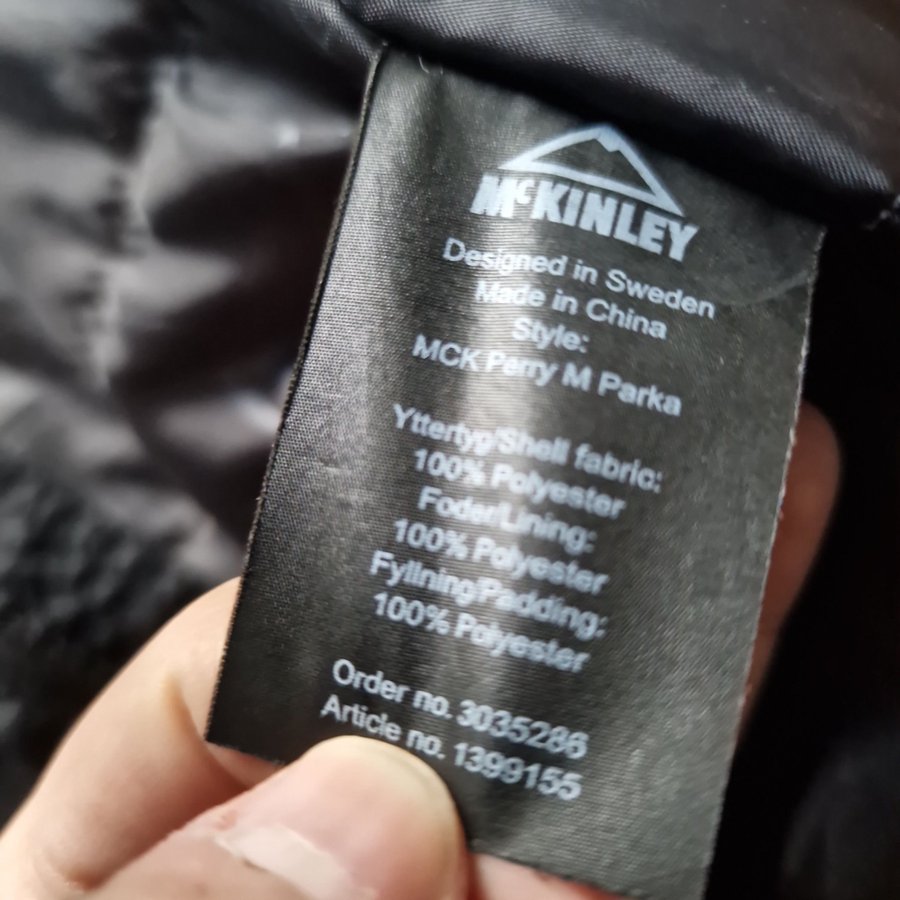 McKINLEY
Designed in Sweden
Made in China
Style:
MCK Perry M Parka
Yttertyg/Shell fabric:
100% Polyester
Foder/Lining:
100% Polyester
Fyllning/Padding:
100% Polyester
Order no. 3035286
Article no. 1399155